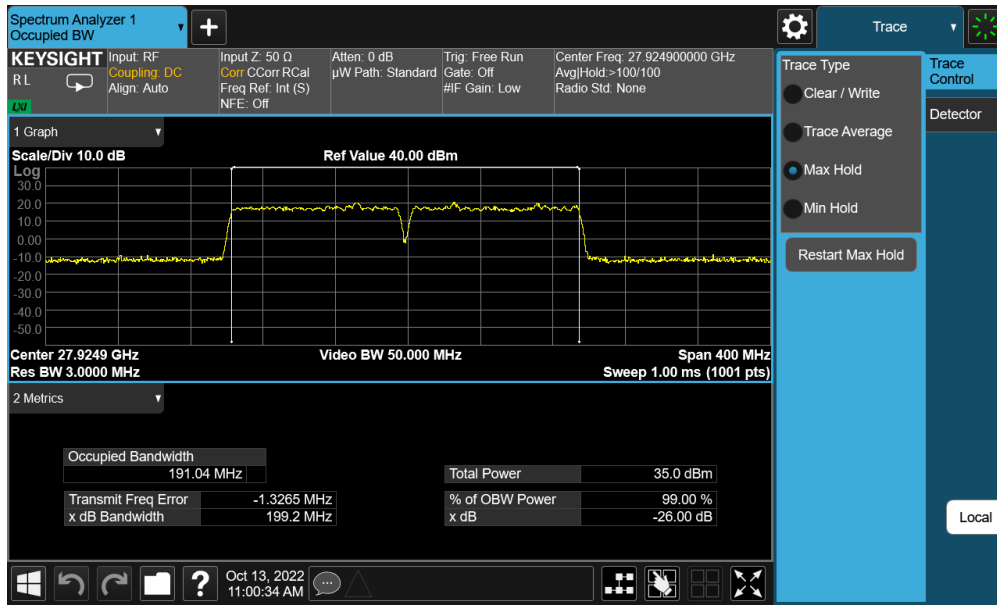 Spectrum Analyzer 1
Occupied BW
+
Trace
KEYSIGHT
R L
LXI
Input: RF
Coupling: DC
Align: Auto
Input Z: 50 Ω
Corr CCorr RCal
Freq Ref: Int (S)
NFE: Off
Atten: 0 dB
µW Path: Standard
Trig: Free Run
Gate: Off
#IF Gain: Low
Center Freq: 27.924900000 GHz
Avg|Hold:>100/100
Radio Std: None
Trace Type
Clear / Write
Trace Average
Max Hold
Min Hold
Restart Max Hold
Trace
Control
Detector
Local
1 Graph
Scale/Div 10.0 dB
Ref Value 40.00 dBm
Log
30.0
20.0
10.0
0.00
-10.0
-20.0
-30.0
-40.0
-50.0
Center 27.9249 GHz
Video BW 50.000 MHz
Span 400 MHz
Res BW 3.0000 MHz
Sweep 1.00 ms (1001 pts)
2 Metrics
Occupied Bandwidth
191.04 MHz
Total Power 35.0 dBm
Transmit Freq Error -1.3265 MHz
% of OBW Power 99.00 %
x dB Bandwidth 199.2 MHz
x dB -26.00 dB
?
Oct 13, 2022
11:00:34 AM